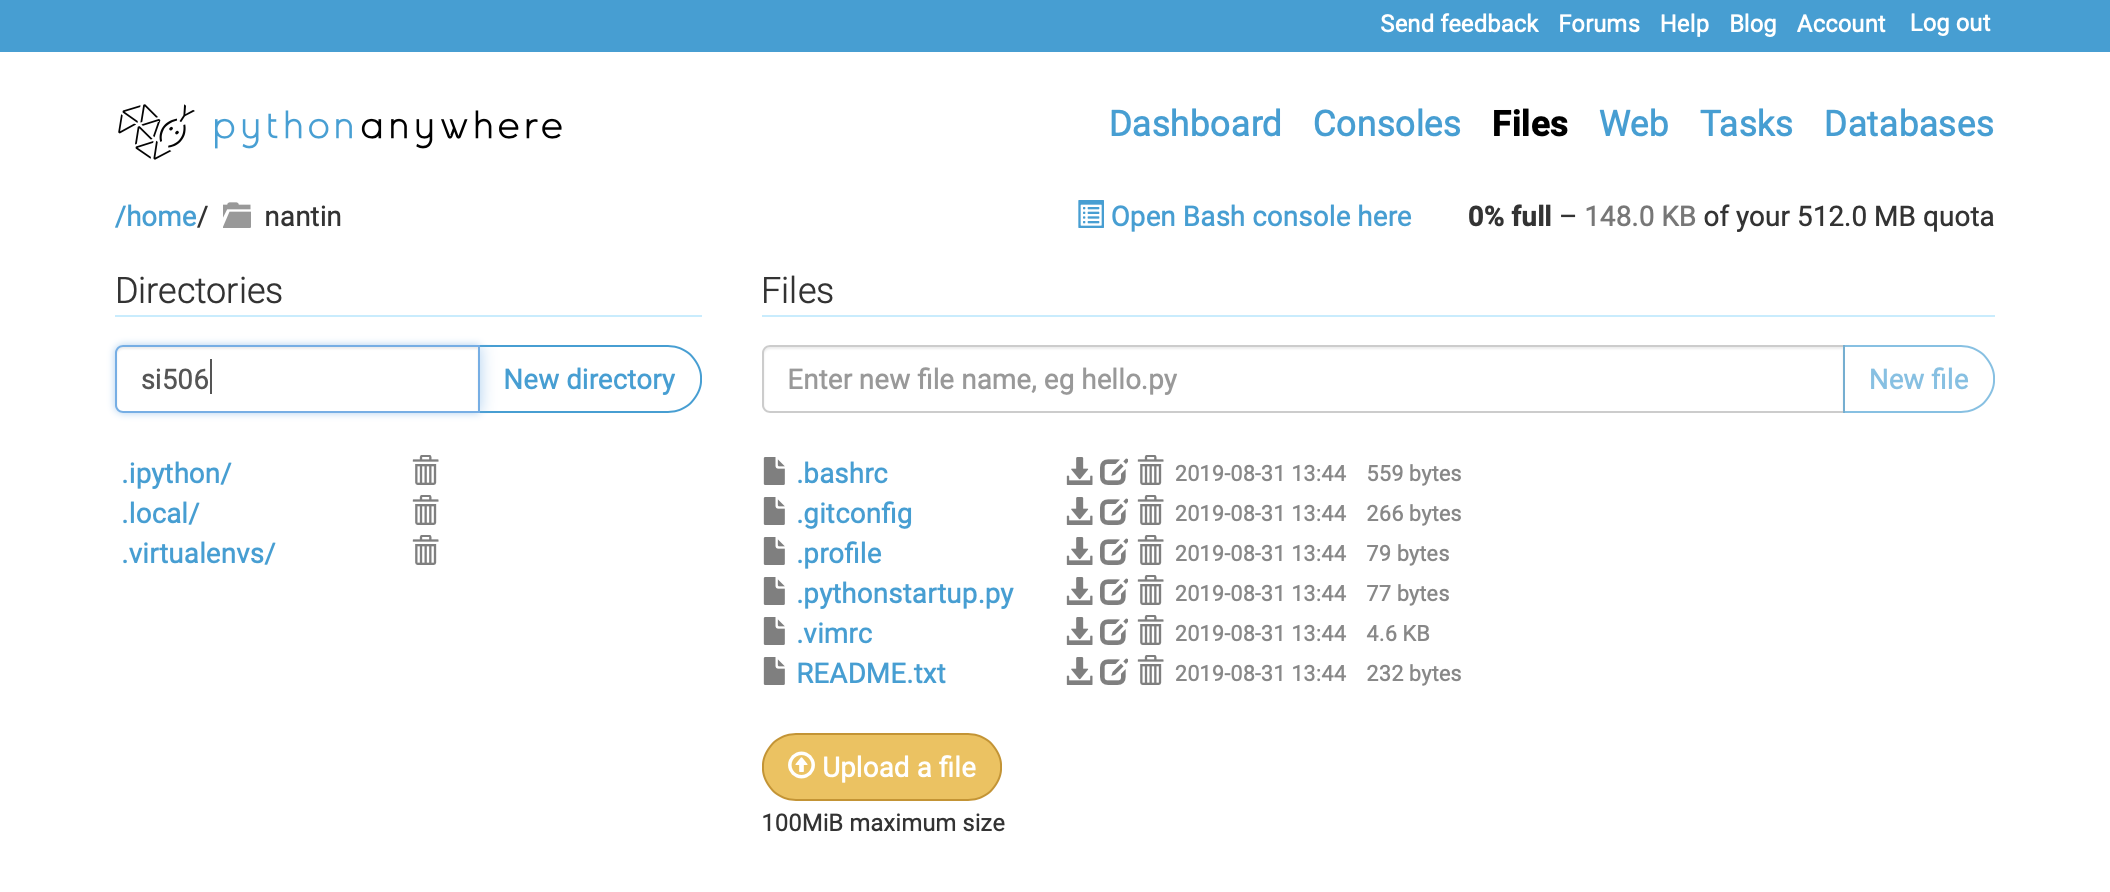 Send feedback Forums Help Blog Account Log out
pythonanywhere
Dashboard Consoles Files Web Tasks Databases
/home/ nantin
Open Bash console here 0% full – 148.0 KB of your 512.0 MB quota
Directories
si506 New directory
.ipython/
.local/
.virtualenvs/
Files
Enter new file name, eg hello.py New file
.bashrc 2019-08-31 13:44 559 bytes
.gitconfig 2019-08-31 13:44 266 bytes
.profile 2019-08-31 13:44 79 bytes
.pythonstartup.py 2019-08-31 13:44 77 bytes
.vimrc 2019-08-31 13:44 4.6 KB
README.txt 2019-08-31 13:44 232 bytes
Upload a file
100MiB maximum size